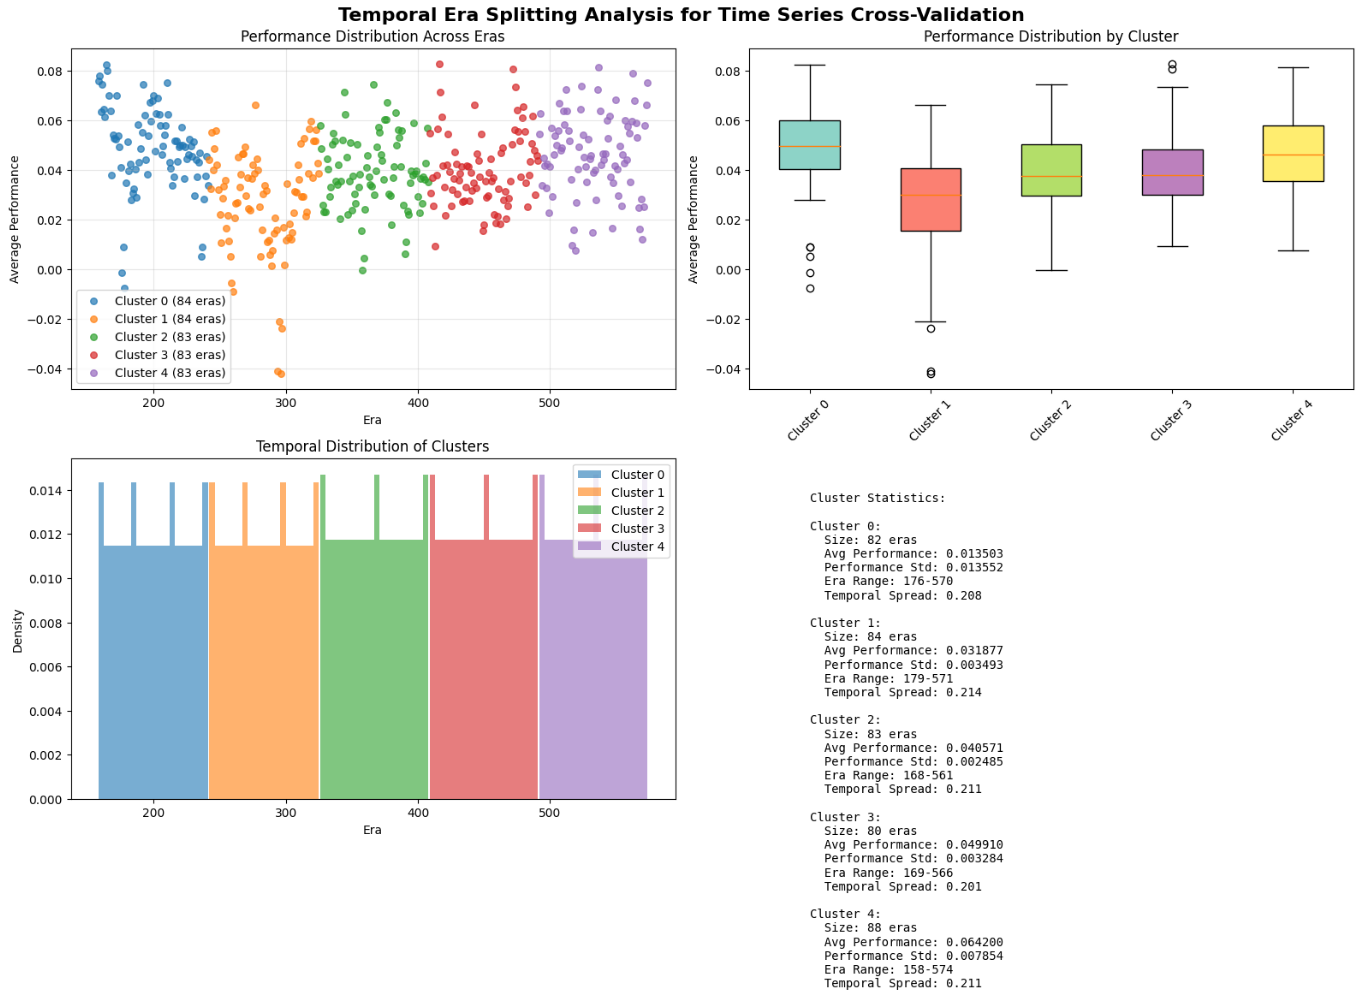 Temporal Era Splitting Analysis for Time Series Cross-Validation
Performance Distribution Across Eras
Average Performance
0.08
0.06
0.04
0.02
0.00
−0.02
−0.04
Cluster 0 (84 eras)
Cluster 1 (84 eras)
Cluster 2 (83 eras)
Cluster 3 (83 eras)
Cluster 4 (83 eras)
200
300
400
500
Era
Performance Distribution by Cluster
Average Performance
0.08
0.06
0.04
0.02
0.00
−0.02
−0.04
Cluster 0
Cluster 1
Cluster 2
Cluster 3
Cluster 4
Temporal Distribution of Clusters
Density
0.014
0.012
0.010
0.008
0.006
0.004
0.002
0.000
Cluster 0
Cluster 1
Cluster 2
Cluster 3
Cluster 4
200
300
400
500
Era
Cluster Statistics:
Cluster 0:
Size: 82 eras
Avg Performance: 0.013503
Performance Std: 0.013552
Era Range: 176-570
Temporal Spread: 0.208
Cluster 1:
Size: 84 eras
Avg Performance: 0.031877
Performance Std: 0.003493
Era Range: 179-571
Temporal Spread: 0.214
Cluster 2:
Size: 83 eras
Avg Performance: 0.040571
Performance Std: 0.002485
Era Range: 168-561
Temporal Spread: 0.211
Cluster 3:
Size: 80 eras
Avg Performance: 0.049910
Performance Std: 0.003284
Era Range: 169-566
Temporal Spread: 0.201
Cluster 4:
Size: 88 eras
Avg Performance: 0.064200
Performance Std: 0.007854
Era Range: 158-574
Temporal Spread: 0.211